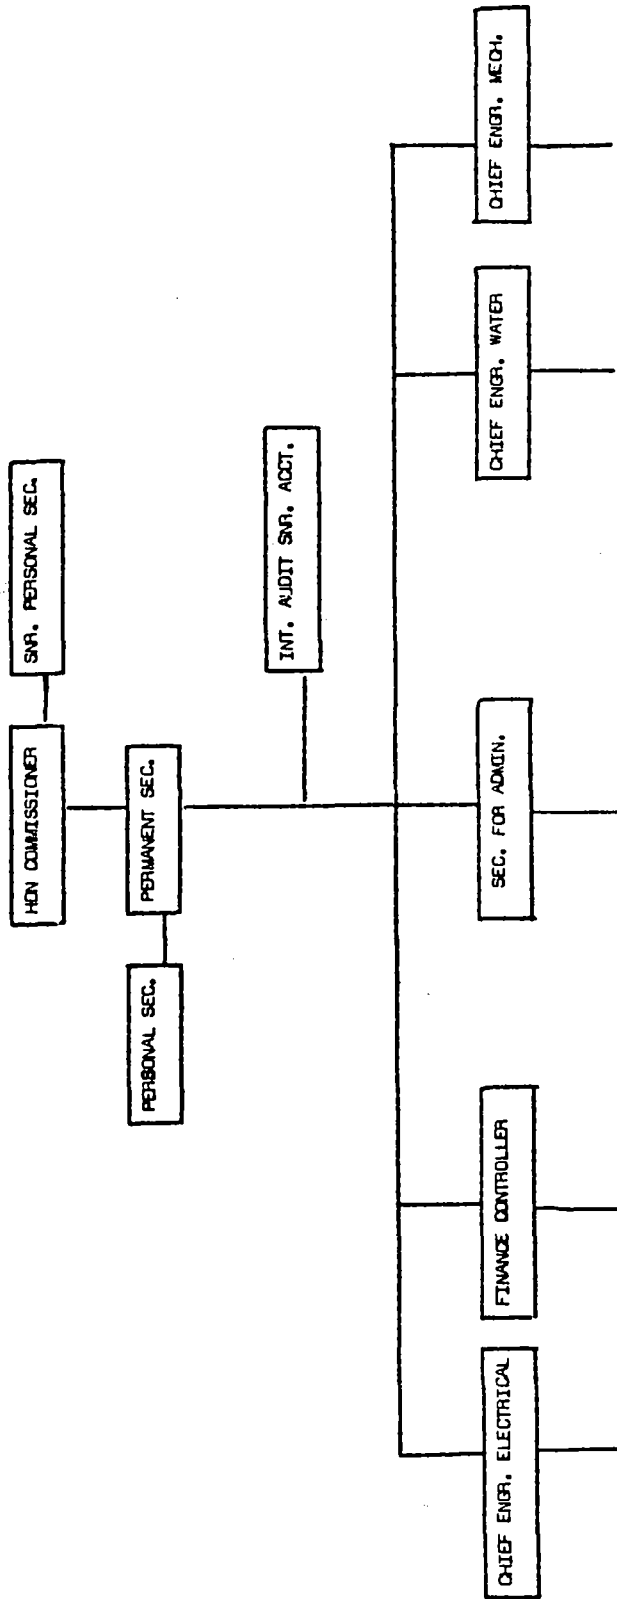 HON COMMISSIONER
SNR. PERSONAL SEC.
PERSONAL SEC.
PERMANENT SEC.
INT. AUDIT SNR. ACCT.
CHIEF ENGR. ELECTRICAL
FINANCE CONTROLLER
SEC. FOR ADMIN.
CHIEF ENGR. WATER
CHIEF ENGR. MECH.